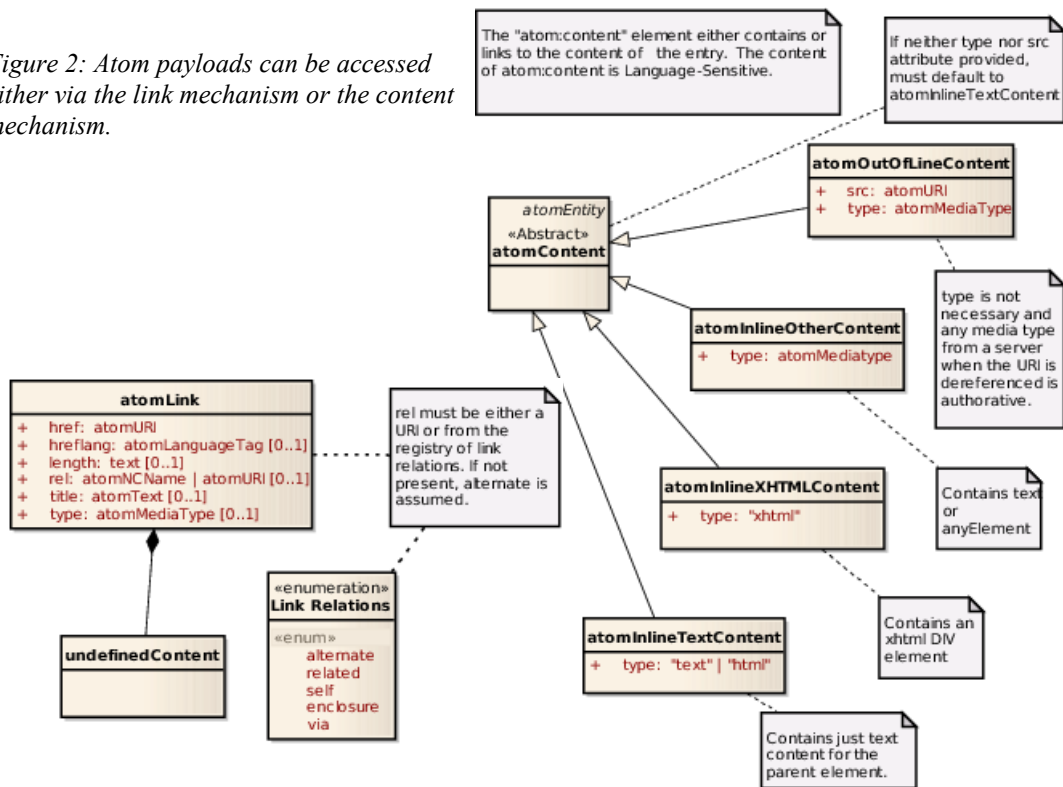 Figure 2: Atom payloads can be accessed
either via the link mechanism or the content
mechanism.
The "atom:content" element either contains or
links to the content of the entry. The content
of atom:content is Language-Sensitive.
If neither type nor src
attribute provided,
must default to
atomInlineTextContent
atomOutOfLineContent
+ src: atomURI
+ type: atomMediaType
atomEntity
«Abstract»
atomContent
type is not
necessary and
any media type
from a server
when the URI is
dereferenced is
authorative.
atomInlineOtherContent
+ type: atomMediatype
atomLink
+ href: atomURI
+ hreflang: atomLanguageTag [0..1]
+ length: text [0..1]
+ rel: atomNCName | atomURI [0..1]
+ title: atomText [0..1]
+ type: atomMediaType [0..1]
rel must be either a
URI or from the
registry of link
relations. If not
present, alternate is
assumed.
atomInlineXHTMLContent
+ type: "xhtml"
Contains text
or
anyElement
«enumeration»
Link Relations
«enum»
alternate
related
self
enclosure
via
undefinedContent
atomInlineTextContent
+ type: "text" | "html"
Contains an
xhtml DIV
element
Contains just text
content for the
parent element.